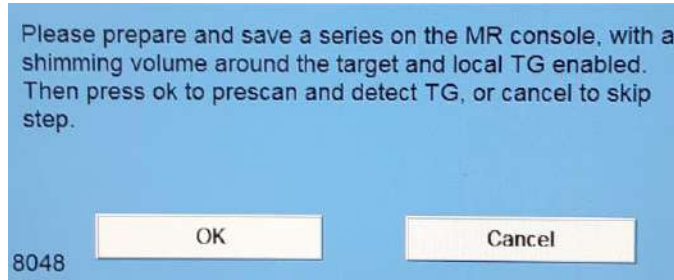 Please prepare and save a series on the MR console, with a
shimming volume around the target and local TG enabled.
Then press ok to prescan and detect TG, or cancel to skip
step.
OK
Cancel
8048